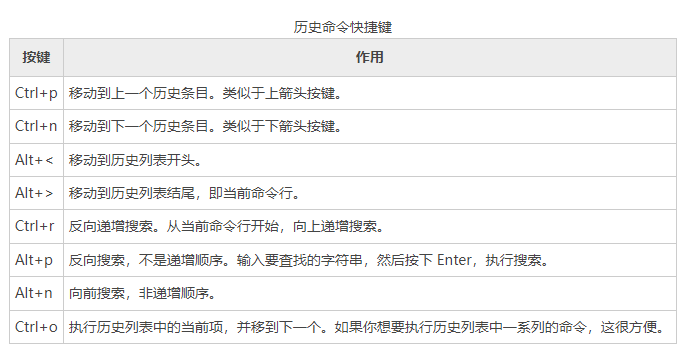 历史命令快捷键
按键 作用
Ctrl+p 移动到上一个历史条目。类似于上箭头按键。
Ctrl+n 移动到下一个历史条目。类似于下箭头按键。
Alt+< 移动到历史列表开头。
Alt+> 移动到历史列表结尾，即当前命令行。
Ctrl+r 反向递增搜索。从当前命令行开始，向上递增搜索。
Alt+p 反向搜索，不是递增顺序。输入要查找的字符串，然后按下 Enter，执行搜索。
Alt+n 向前搜索，非递增顺序。
Ctrl+o 执行历史列表中的当前项，并移到下一个。如果你想要执行历史列表中一系列的命令，这很方便。